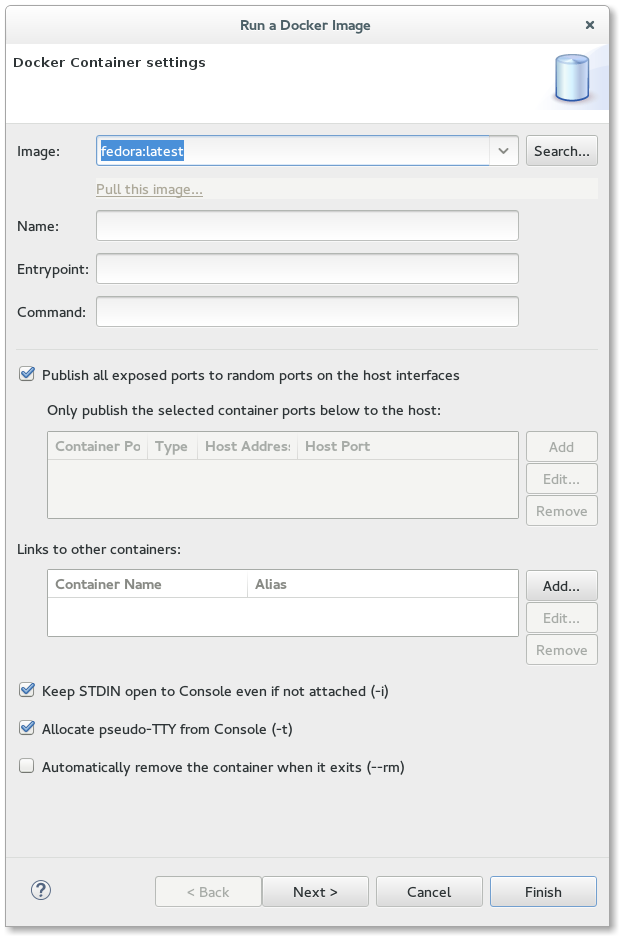 Run a Docker Image ×
Docker Container settings
Image: fedora:latest Search...
Pull this image...
Name:
Entrypoint:
Command:
Publish all exposed ports to random ports on the host interfaces
Only publish the selected container ports below to the host:
Container Po Type Host Addres Host Port Add
Edit...
Remove
Links to other containers:
Container Name Alias Add...
Edit...
Remove
Keep STDIN open to Console even if not attached (-i)
Allocate pseudo-TTY from Console (-t)
Automatically remove the container when it exits (--rm)
? < Back Next > Cancel Finish